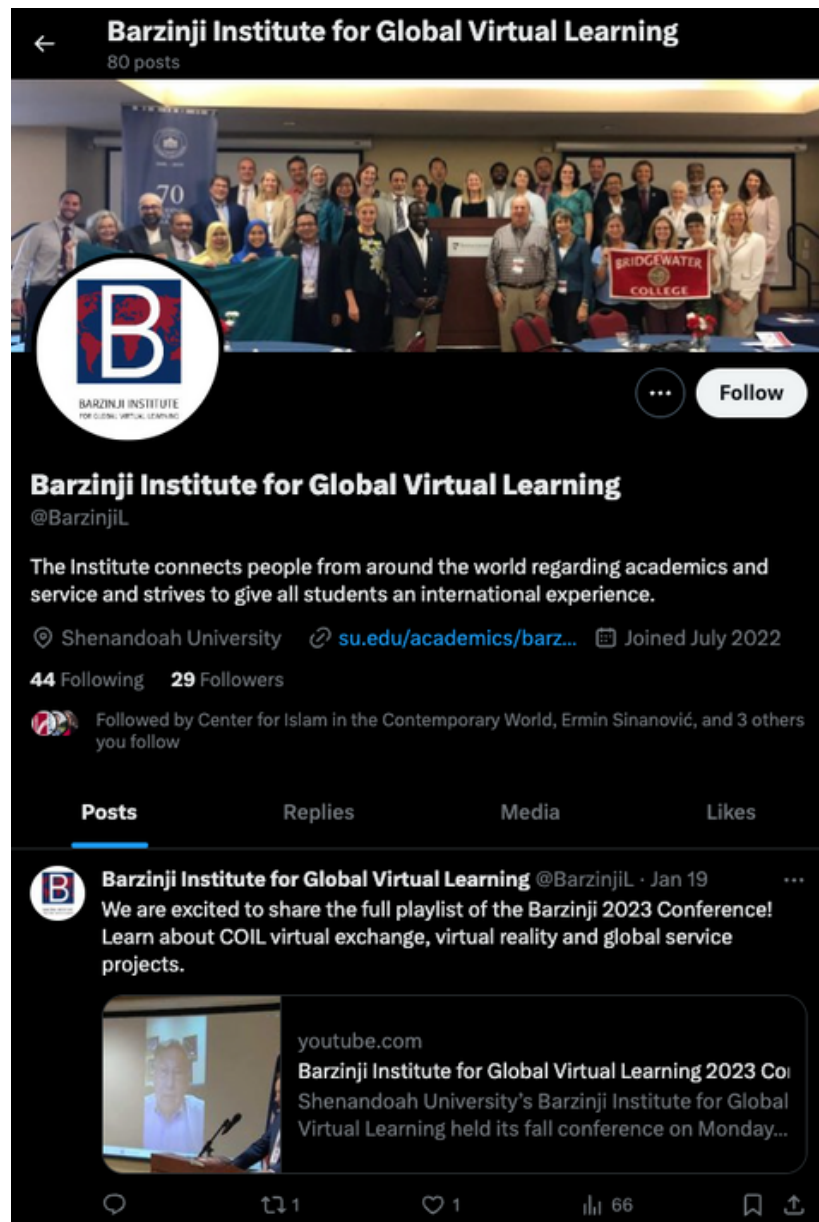 Barzinji Institute for Global Virtual Learning
80 posts
70
BRIDGEWATER
COLLEGE
B
BARZINJI INSTITUTE
FOR GLOBAL VIRTUAL LEARNING
Follow
Barzinji Institute for Global Virtual Learning
@BarzinjiL
The Institute connects people from around the world regarding academics and
service and strives to give all students an international experience.
Shenandoah University su.edu/academics/barz... Joined July 2022
44 Following 29 Followers
Followed by Center for Islam in the Contemporary World, Ermin Sinanović, and 3 others
you follow
Posts Replies Media Likes
B
Barzinji Institute for Global Virtual Learning @BarzinjiL · Jan 19
We are excited to share the full playlist of the Barzinji 2023 Conference!
Learn about COIL virtual exchange, virtual reality and global service
projects.
youtube.com
Barzinji Institute for Global Virtual Learning 2023 Co
Shenandoah University's Barzinji Institute for Global
Virtual Learning held its fall conference on Monday...
1 1 66